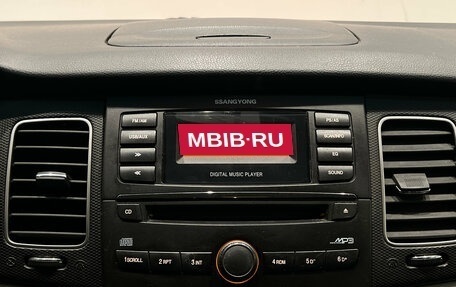 SSANGYONG
FM/AM
PS/AS
USB/AUX
SCAN/INFO
MBIB·RU
EQ
SOUND
DIGITAL MUSIC PLAYER
CD
MP3
1 SCROLL
2 RPT
3 INT
4 RDM
5 D-
6 D+